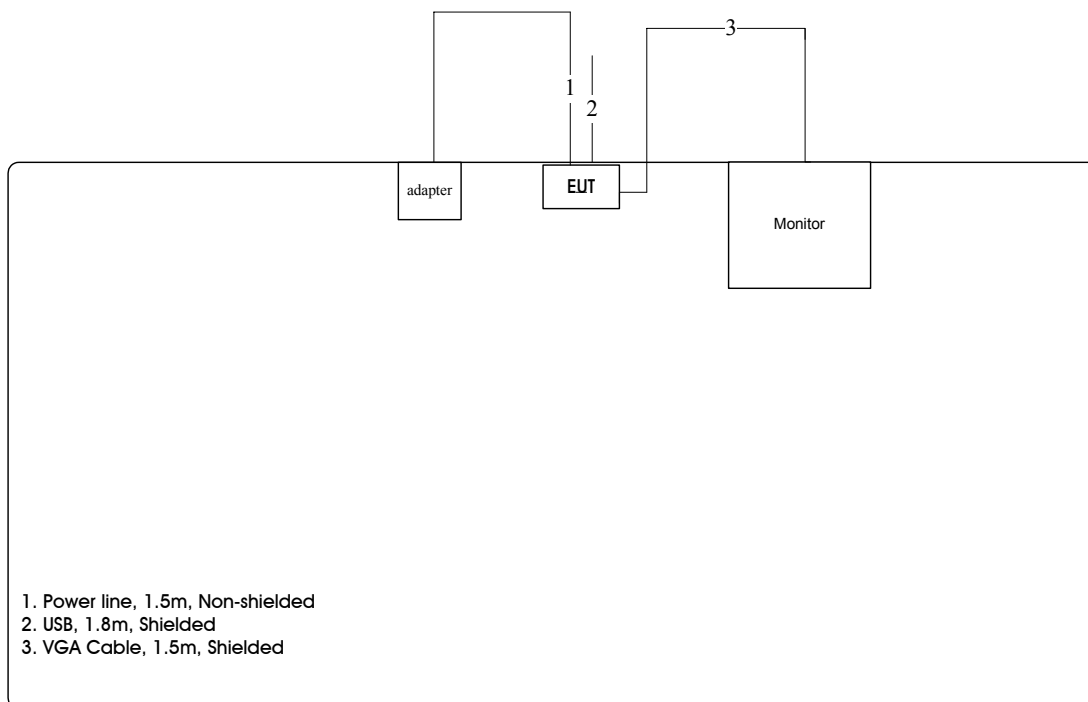 3
1
2
adapter
EUT
Monitor
1. Power line, 1.5m, Non-shielded
2. USB, 1.8m, Shielded
3. VGA Cable, 1.5m, Shielded